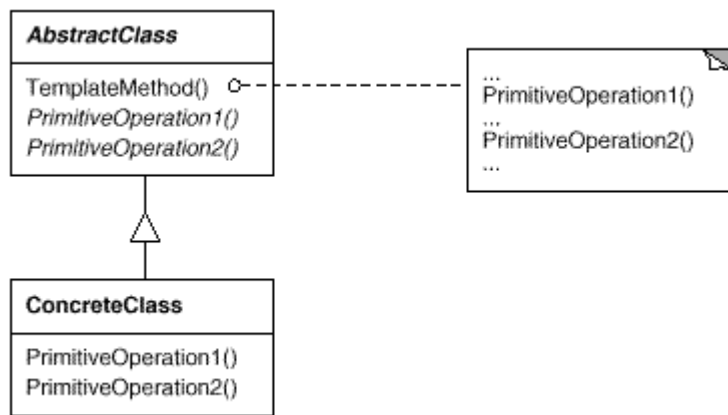 AbstractClass
TemplateMethod()
PrimitiveOperation1()
PrimitiveOperation2()
...
PrimitiveOperation1()
...
PrimitiveOperation2()
...
ConcreteClass
PrimitiveOperation1()
PrimitiveOperation2()